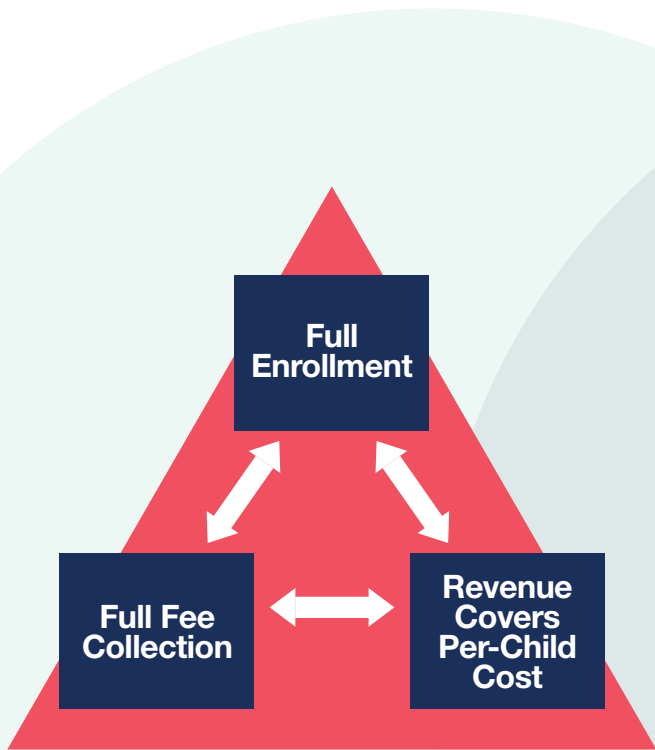 Full
Enrollment
Full Fee
Collection
Revenue
Covers
Per-Child
Cost